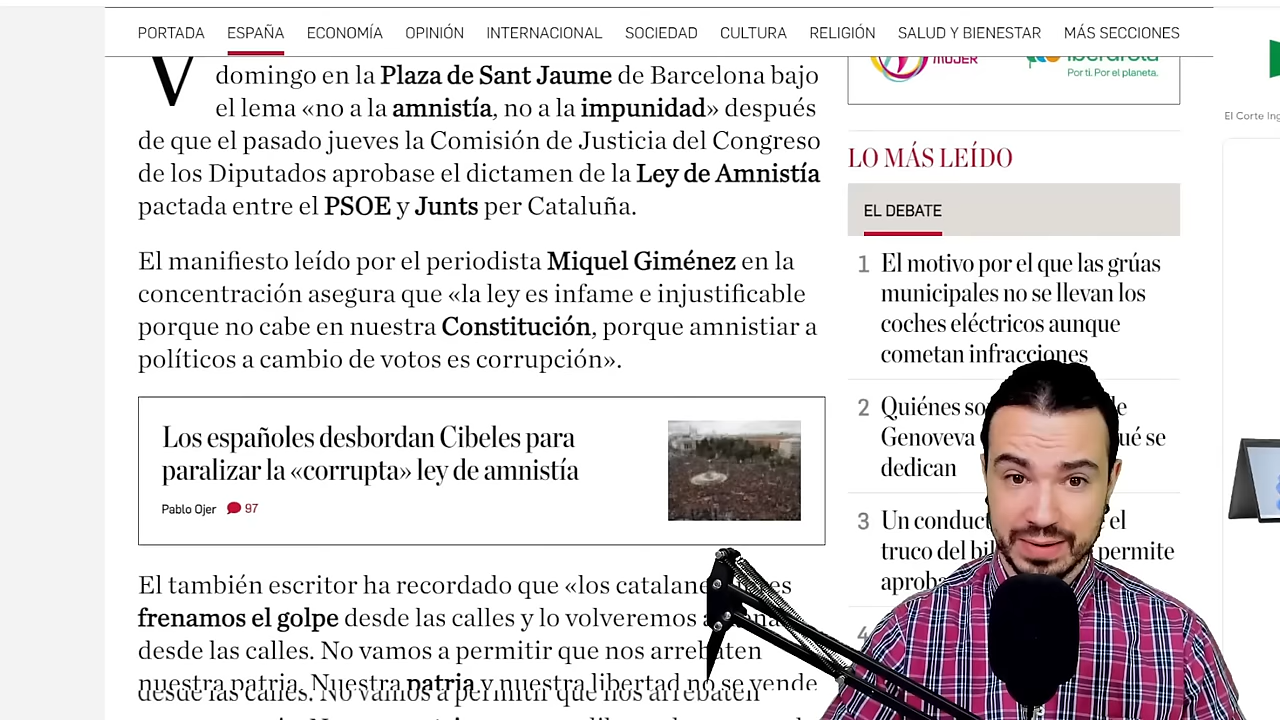 PORTADA ESPAÑA ECONOMÍA OPINIÓN INTERNACIONAL SOCIEDAD CULTURA RELIGIÓN SALUD Y BIENESTAR MÁS SECCIONES
V
domingo en la Plaza de Sant Jaume de Barcelona bajo
el lema «no a la amnistía, no a la impunidad» después
de que el pasado jueves la Comisión de Justicia del Congreso
de los Diputados aprobase el dictamen de la Ley de Amnistía
pactada entre el PSOE y Junts per Cataluña.
El manifiesto leído por el periodista Miquel Giménez en la
concentración asegura que «la ley es infame e injustificable
porque no cabe en nuestra Constitución, porque amnistiar a
políticos a cambio de votos es corrupción».
Los españoles desbordan Cibeles para
paralizar la «corrupta» ley de amnistía
Pablo Ojer 97
El también escritor ha recordado que «los
frenamos el golpe desde las calles y lo volveremos a
desde las calles. No vamos a permitir que nos arrebaten
nuestra patria. Nuestra patria y nuestra libertad no se vende
MUJER
Iberdrola
Por ti. Por el planeta.
El Corte
LO MÁS LEÍDO
EL DEBATE
1 El motivo por el que las grúas
municipales no se llevan los
coches eléctricos aunque
cometan infracciones
2 Quiénes
Genoveva se
dedican
3 Un el
truco del permite
4